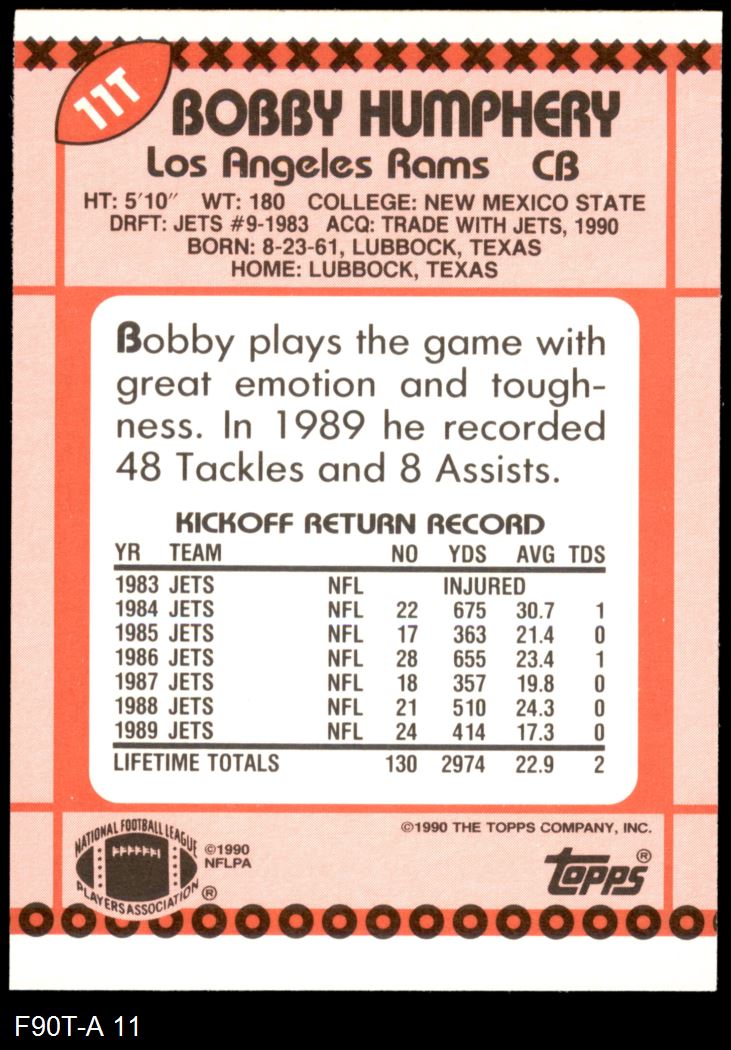 11T
BOBBY HUMPHERY
Los Angeles Rams CB
HT: 5'10" WT: 180 COLLEGE: NEW MEXICO STATE
DRFT: JETS #9-1983 ACQ: TRADE WITH JETS, 1990
BORN: 8-23-61, LUBBOCK, TEXAS
HOME: LUBBOCK, TEXAS
Bobby plays the game with
great emotion and tough-
ness. In 1989 he recorded
48 Tackles and 8 Assists.
KICKOFF RETURN RECORD
YR TEAM NO YDS AVG TDS
1983 JETS NFL INJURED
1984 JETS NFL 22 675 30.7 1
1985 JETS NFL 17 363 21.4 0
1986 JETS NFL 28 655 23.4 1
1987 JETS NFL 18 357 19.8 0
1988 JETS NFL 21 510 24.3 0
1989 JETS NFL 24 414 17.3 0
LIFETIME TOTALS 130 2974 22.9 2
©1990 THE TOPPS COMPANY, INC.
NATIONAL FOOTBALL LEAGUE
PLAYERS ASSOCIATION ®
©1990
NFLPA
topps ®
F90T-A 11